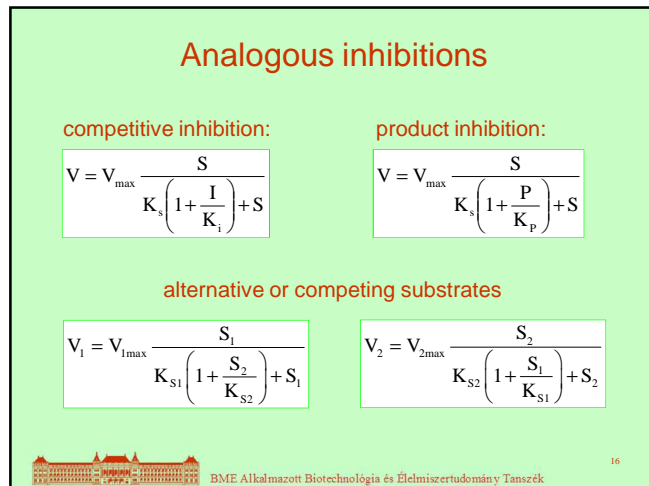 Analogous inhibitions
competitive inhibition:
product inhibition:
V = V_max S / (K_s (1 + I/K_i) + S)
V = V_max S / (K_s (1 + P/K_P) + S)
alternative or competing substrates
V_1 = V_1max S_1 / (K_S1 (1 + S_2/K_S2) + S_1)
V_2 = V_2max S_2 / (K_S2 (1 + S_1/K_S1) + S_2)
16
BME Alkalmazott Biotechnológia és Élelmiszertudomány Tanszék